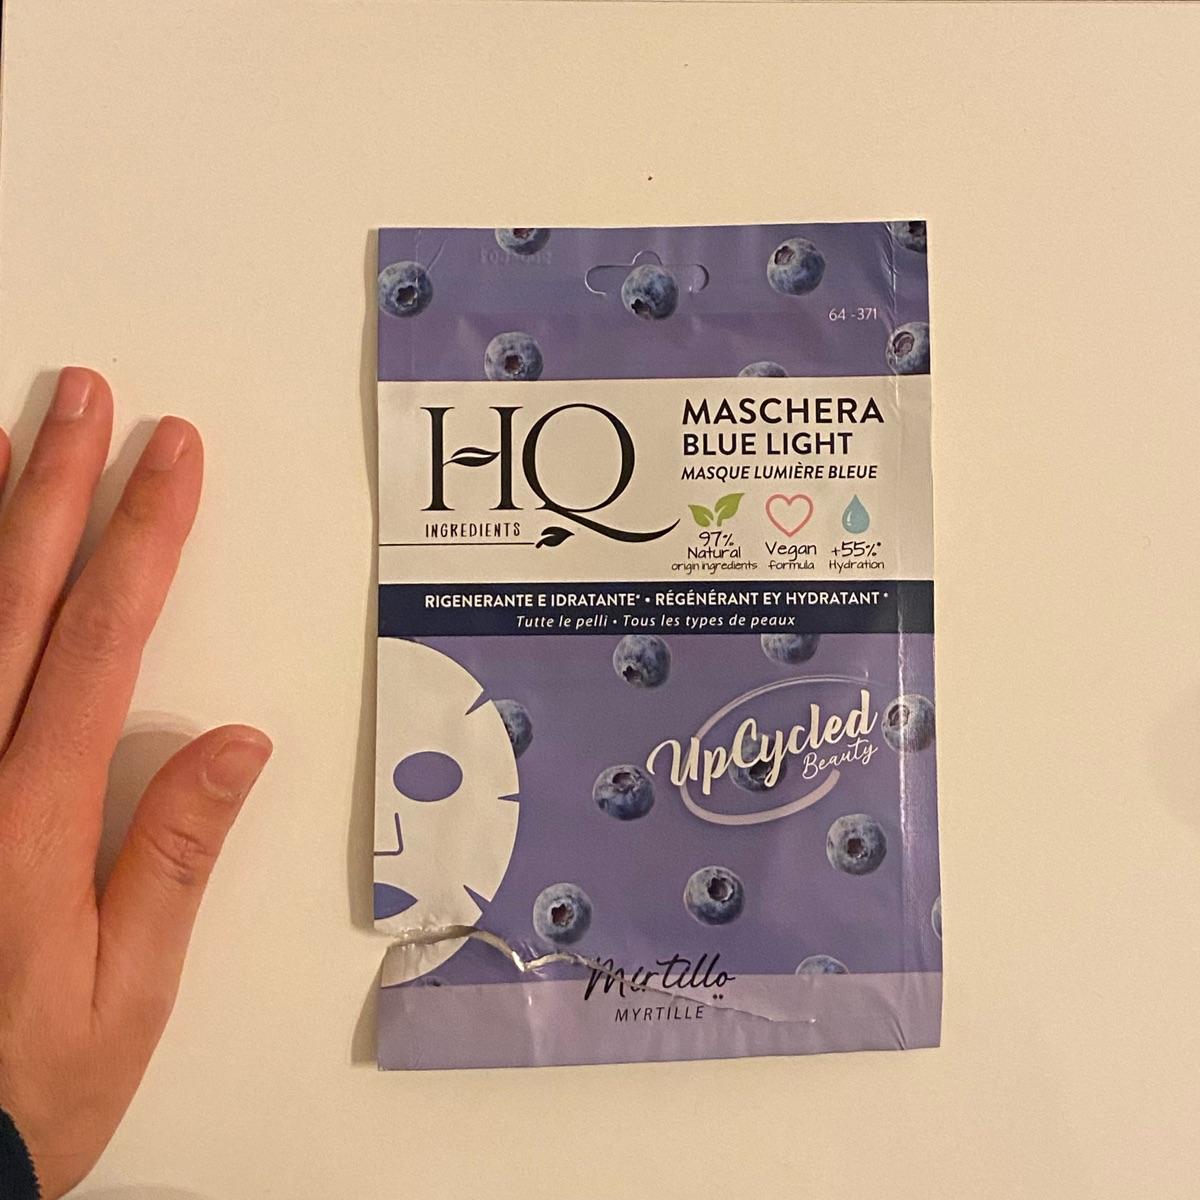 64 -371
HQ
INGREDIENTS
MASCHERA
BLUE LIGHT
MASQUE LUMIÈRE BLEUE
97%
Natural
origin ingredients
Vegan
formula
+55%*
Hydration
RIGENERANTE E IDRATANTE* • RÉGÉNÉRANT EY HYDRATANT *
Tutte le pelli • Tous les types de peaux
UpCycled
Beauty
Mirtillo
MYRTILLE